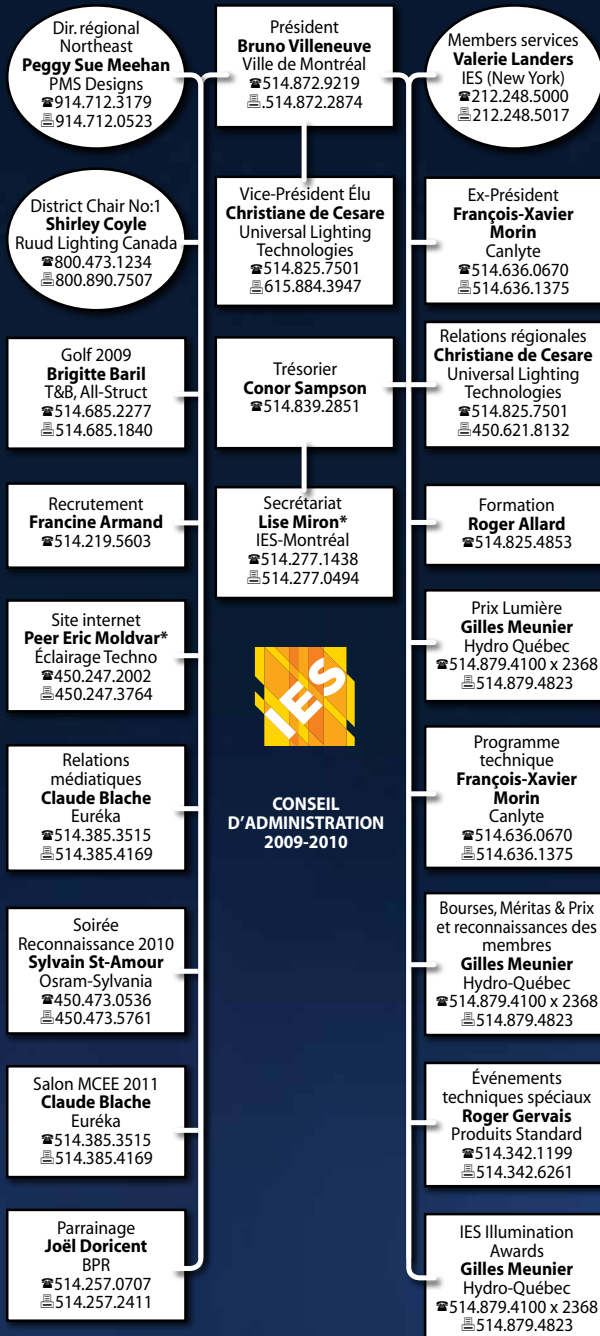 Dir. régional
Northeast
Peggy Sue Meehan
PMS Designs
☎914.712.3179
🖷914.712.0523
Président
Bruno Villeneuve
Ville de Montréal
☎514.872.9219
🖷.514.872.2874
Members services
Valerie Landers
IES (New York)
☎212.248.5000
🖷212.248.5017
District Chair No:1
Shirley Coyle
Ruud Lighting Canada
☎800.473.1234
🖷800.890.7507
Vice-Président Élu
Christiane de Cesare
Universal Lighting
Technologies
☎514.825.7501
🖷615.884.3947
Ex-Président
François-Xavier
Morin
Canlyte
☎514.636.0670
🖷514.636.1375
Golf 2009
Brigitte Baril
T&B, All-Struct
☎514.685.2277
🖷514.685.1840
Trésorier
Conor Sampson
☎514.839.2851
Relations régionales
Christiane de Cesare
Universal Lighting
Technologies
☎514.825.7501
🖷450.621.8132
Recrutement
Francine Armand
☎514.219.5603
Secrétariat
Lise Miron*
IES-Montréal
☎514.277.1438
🖷514.277.0494
Formation
Roger Allard
☎514.825.4853
Site internet
Peer Eric Moldvar*
Éclairage Techno
☎450.247.2002
🖷450.247.3764
IES
CONSEIL
D'ADMINISTRATION
2009-2010
Prix Lumière
Gilles Meunier
Hydro Québec
☎514.879.4100 x 2368
🖷514.879.4823
Relations
médiatiques
Claude Blache
Euréka
☎514.385.3515
🖷514.385.4169
Programme
technique
François-Xavier
Morin
Canlyte
☎514.636.0670
🖷514.636.1375
Soirée
Reconnaissance 2010
Sylvain St-Amour
Osram-Sylvania
☎450.473.0536
🖷450.473.5761
Bourses, Méritas & Prix
et reconnaissances des
membres
Gilles Meunier
Hydro-Québec
☎514.879.4100 x 2368
🖷514.879.4823
Salon MCEE 2011
Claude Blache
Euréka
☎514.385.3515
🖷514.385.4169
Événements
techniques spéciaux
Roger Gervais
Produits Standard
☎514.342.1199
🖷514.342.6261
Parrainage
Joël Doricent
BPR
☎514.257.0707
🖷514.257.2411
IES Illumination
Awards
Gilles Meunier
Hydro-Québec
☎514.879.4100 x 2368
🖷514.879.4823